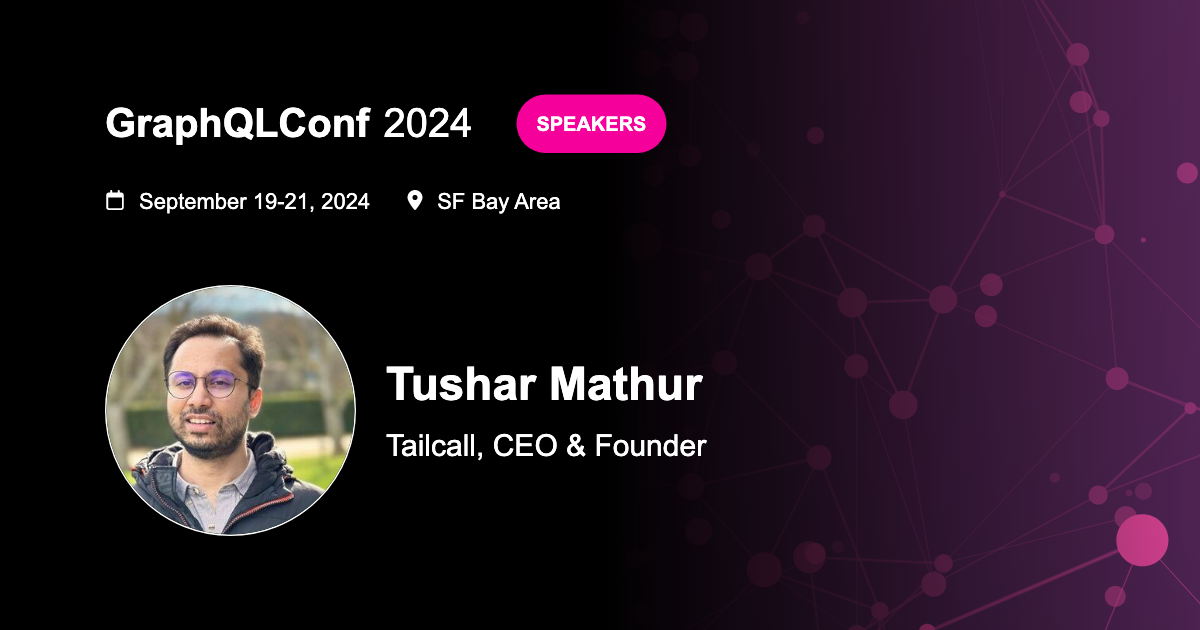 GraphQLConf 2024 SPEAKERS
September 19-21, 2024 SF Bay Area
Tushar Mathur
Tailcall, CEO & Founder